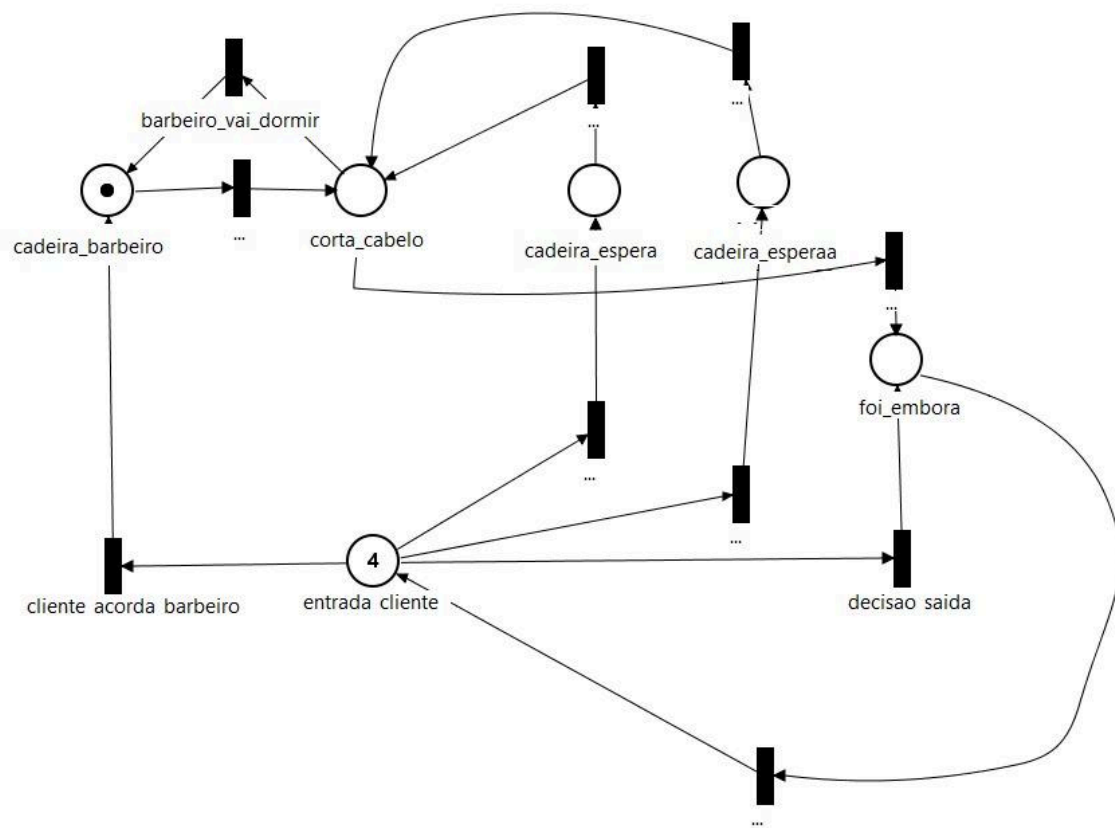 barbeiro_vai_dormir
...
...
cadeira_barbeiro
...
corta_cabelo
cadeira_espera
cadeira_esperaa
...
foi_embora
...
...
4
cliente acorda barbeiro
entrada cliente
decisao saida
...